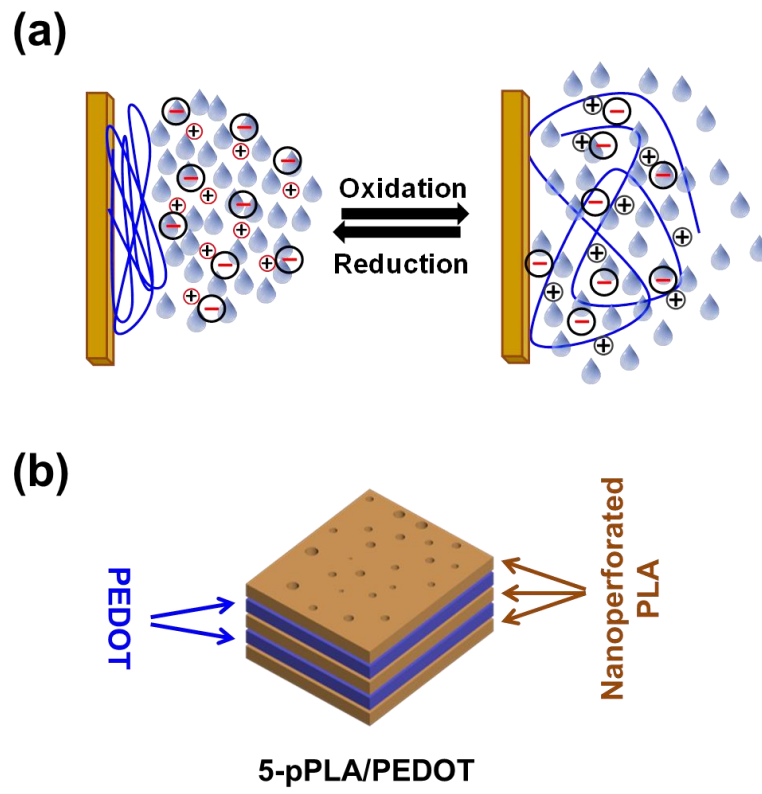 (a)
Oxidation
Reduction
(b)
PEDOT
Nanoperforated
PLA
5-pPLA/PEDOT